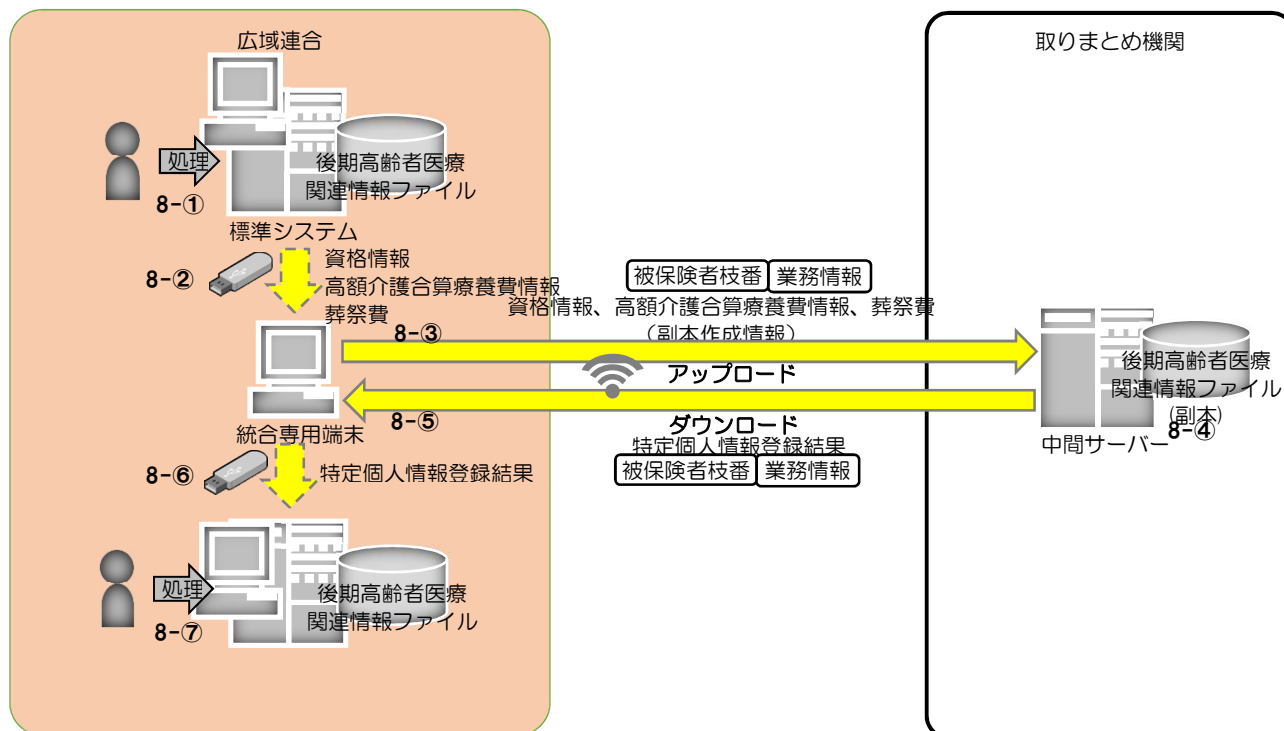 広域連合
取りまとめ機関
処理
後期高齢者医療
関連情報ファイル
8-①
標準システム
8-②
資格情報
高額介護合算療養費情報
葬祭費
被保険者枝番 業務情報
資格情報、高額介護合算療養費情報、葬祭費
(副本作成情報)
8-③
アップロード
後期高齢者医療
関連情報ファイル
(副本)
8-④
中間サーバー
8-⑤
ダウンロード
特定個人情報登録結果
被保険者枝番 業務情報
統合専用端末
8-⑥
特定個人情報登録結果
処理
後期高齢者医療
関連情報ファイル
8-⑦